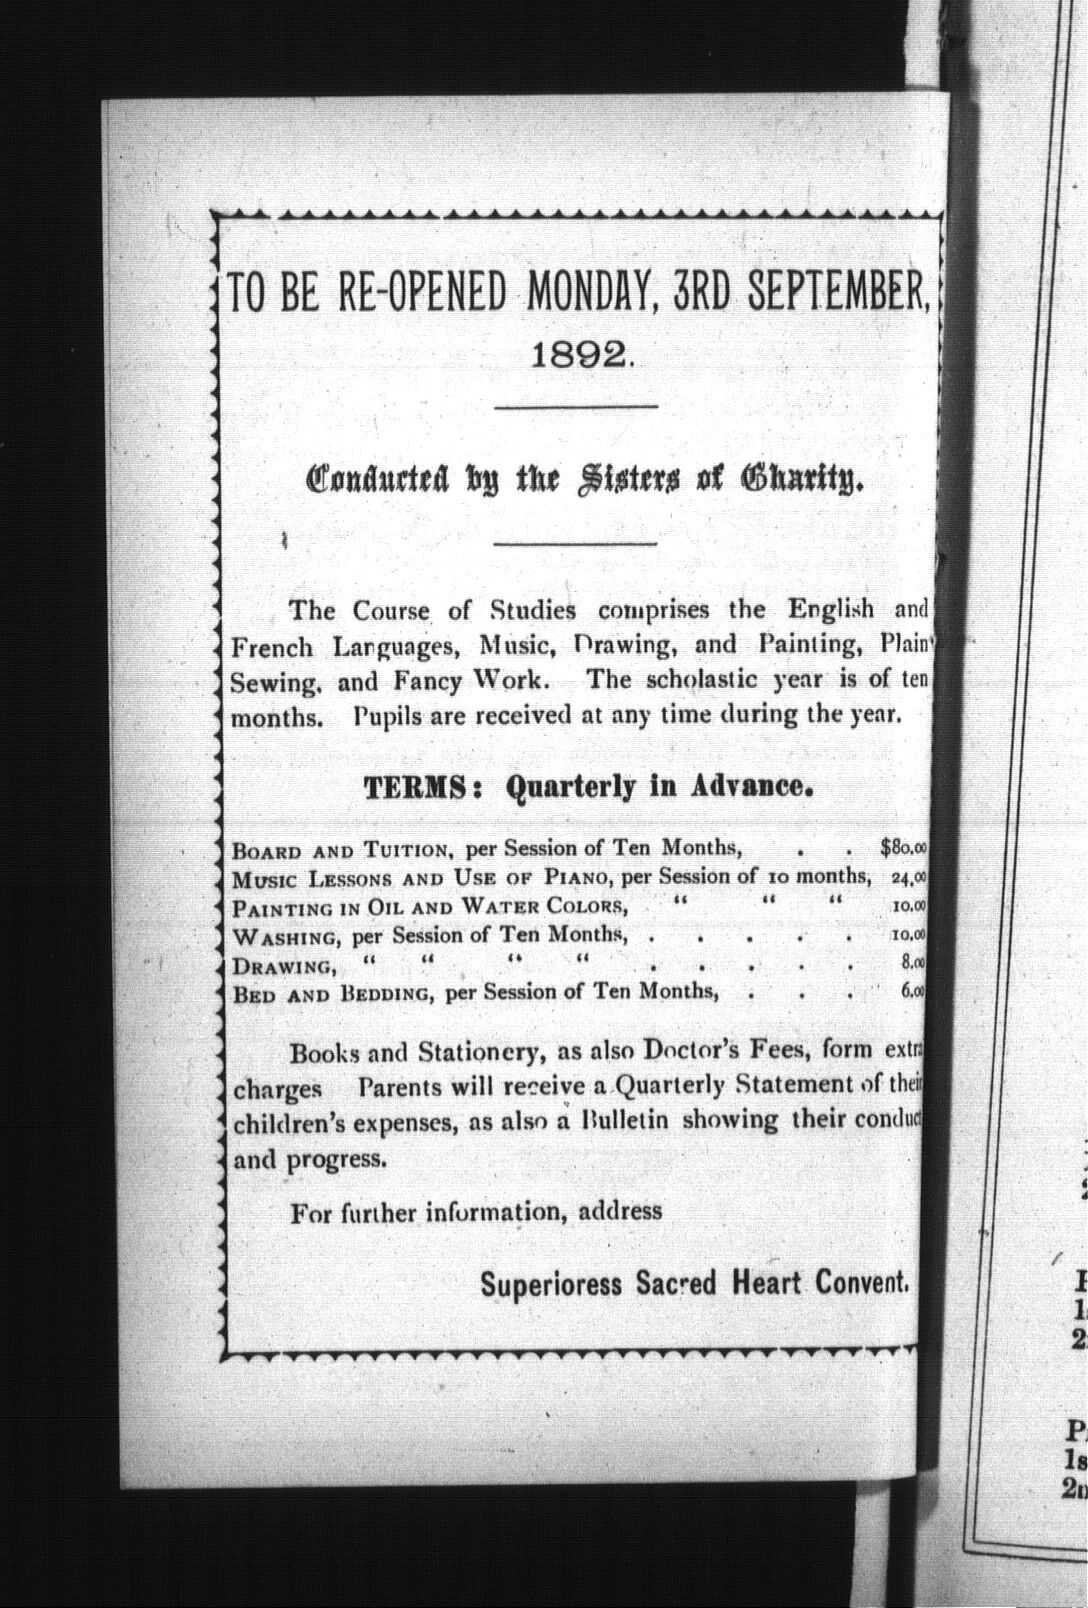 TO BE RE-OPENED MONDAY, 3RD SEPTEMBER,
1892.
Conducted by the Sisters of Charity.
The Course of Studies comprises the English and
French Languages, Music, Drawing, and Painting, Plain
Sewing, and Fancy Work. The scholastic year is of ten
months. Pupils are received at any time during the year.
TERMS: Quarterly in Advance.
BOARD AND TUITION, per Session of Ten Months, . . $80.00
MUSIC LESSONS AND USE OF PIANO, per Session of 10 months, 24.00
PAINTING IN OIL AND WATER COLORS, " " " 10.00
WASHING, per Session of Ten Months, . . . . . 10.00
DRAWING, " " " " . . . . . 8.00
BED AND BEDDING, per Session of Ten Months, . . . 6.00
Books and Stationery, as also Doctor's Fees, form extra
charges Parents will receive a Quarterly Statement of their
children's expenses, as also a Bulletin showing their conduct
and progress.
For further information, address
Superioress Sacred Heart Convent.
1s
2n